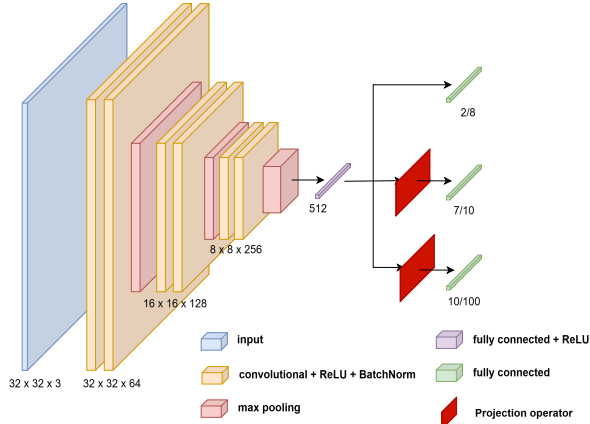 2/8
512
7/10
8 x 8 x 256
16 x 16 x 128
10/100
32 x 32 x 3
32 x 32 x 64
input
convolutional + ReLU + BatchNorm
max pooling
fully connected + ReLU
fully connected
Projection operator